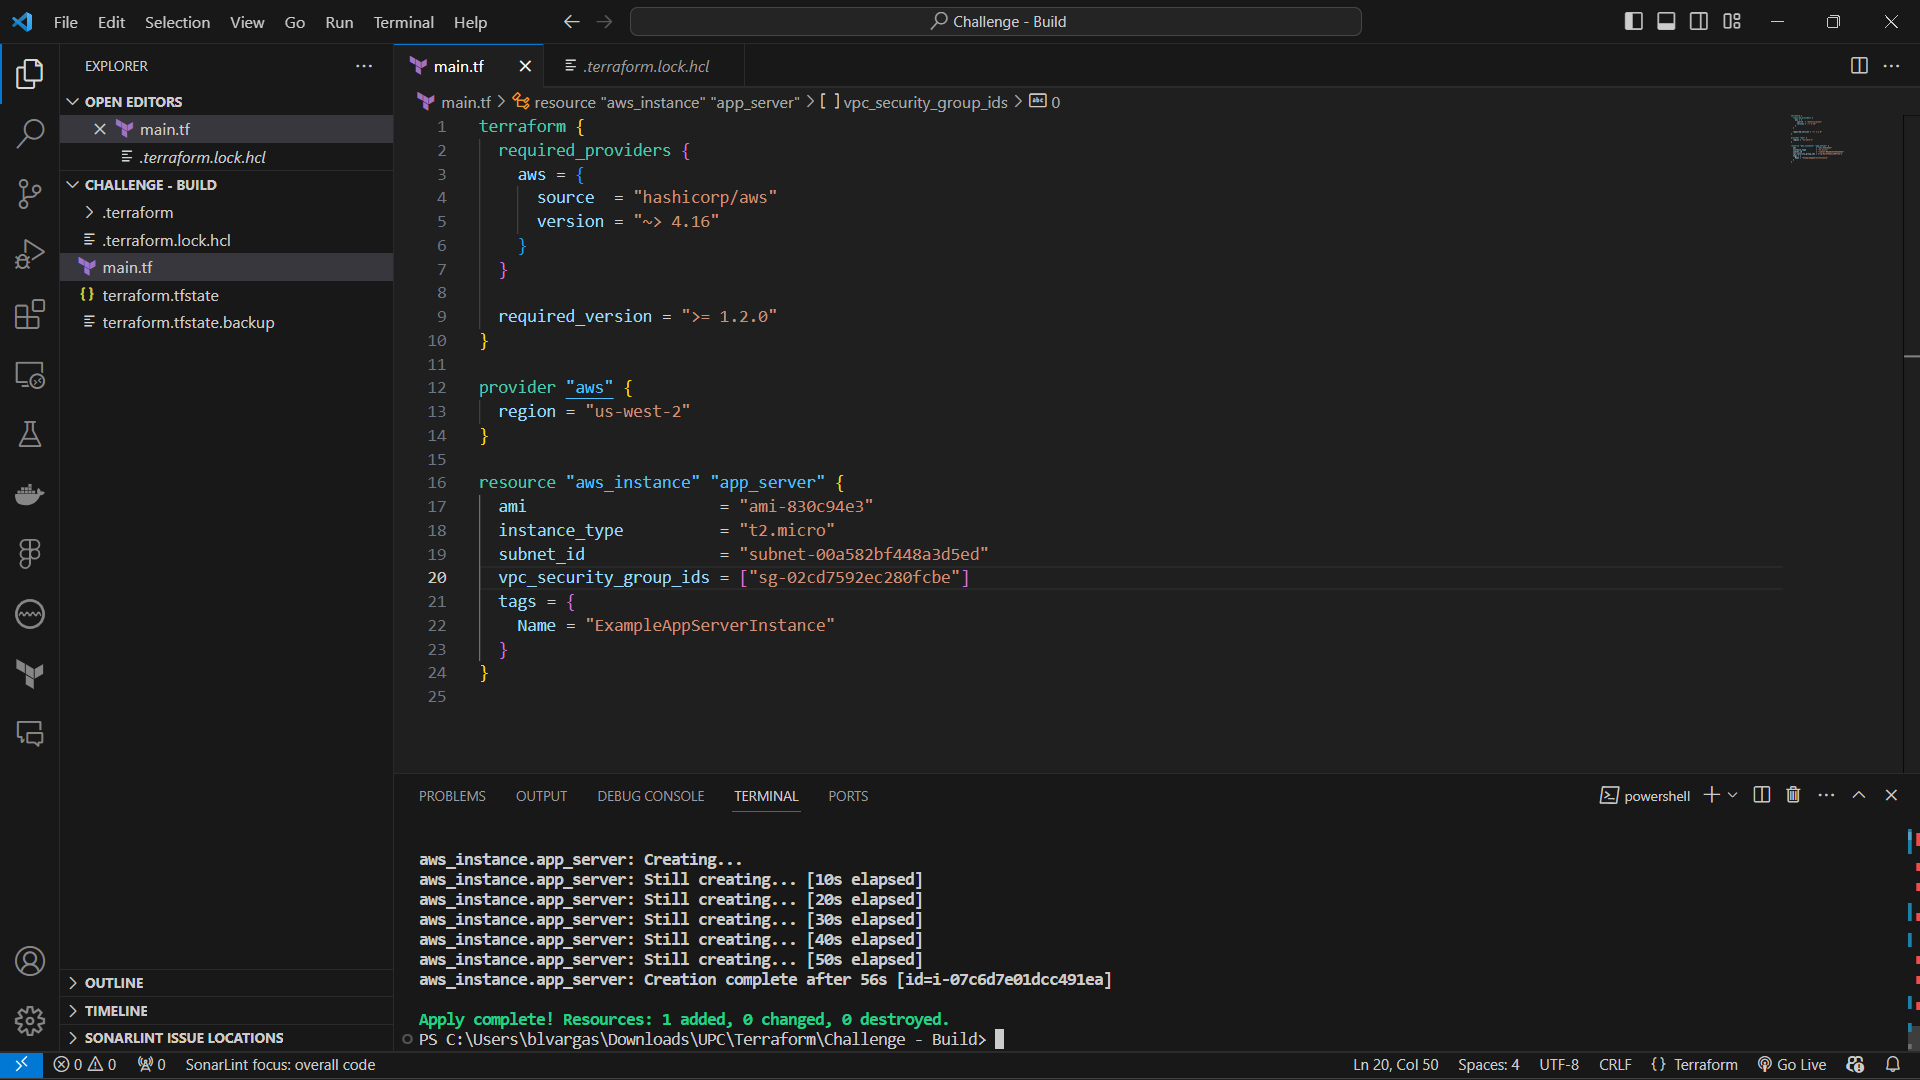 File Edit Selection View Go Run Terminal Help
Challenge - Build
EXPLORER
OPEN EDITORS
main.tf
.terraform.lock.hcl
CHALLENGE - BUILD
.terraform
.terraform.lock.hcl
main.tf
terraform.tfstate
terraform.tfstate.backup
OUTLINE
TIMELINE
SONARLINT ISSUE LOCATIONS
main.tf .terraform.lock.hcl
main.tf > resource "aws_instance" "app_server" > [ ] vpc_security_group_ids > abc 0
1 terraform {
2 required_providers {
3 aws = {
4 source  = "hashicorp/aws"
5 version = "~> 4.16"
6 }
7 }
8
9 required_version = ">= 1.2.0"
10 }
11
12 provider "aws" {
13 region = "us-west-2"
14 }
15
16 resource "aws_instance" "app_server" {
17 ami                    = "ami-830c94e3"
18 instance_type          = "t2.micro"
19 subnet_id              = "subnet-00a582bf448a3d5ed"
20 vpc_security_group_ids = ["sg-02cd7592ec280fcbe"]
21 tags = {
22 Name = "ExampleAppServerInstance"
23 }
24 }
25
PROBLEMS OUTPUT DEBUG CONSOLE TERMINAL PORTS
powershell
aws_instance.app_server: Creating...
aws_instance.app_server: Still creating... [10s elapsed]
aws_instance.app_server: Still creating... [20s elapsed]
aws_instance.app_server: Still creating... [30s elapsed]
aws_instance.app_server: Still creating... [40s elapsed]
aws_instance.app_server: Still creating... [50s elapsed]
aws_instance.app_server: Creation complete after 56s [id=i-07c6d7e01dcc491ea]
Apply complete! Resources: 1 added, 0 changed, 0 destroyed.
PS C:\Users\blvargas\Downloads\UPC\Terraform\Challenge - Build>
0 0 0 SonarLint focus: overall code Ln 20, Col 50 Spaces: 4 UTF-8 CRLF {} Terraform Go Live